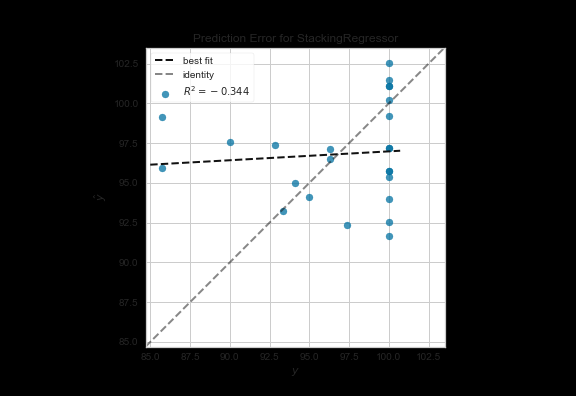 Prediction Error for StackingRegressor
best fit
identity
R² = −0.344
102.5
100.0
97.5
95.0
92.5
90.0
87.5
85.0
ŷ
85.0 87.5 90.0 92.5 95.0 97.5 100.0 102.5
y